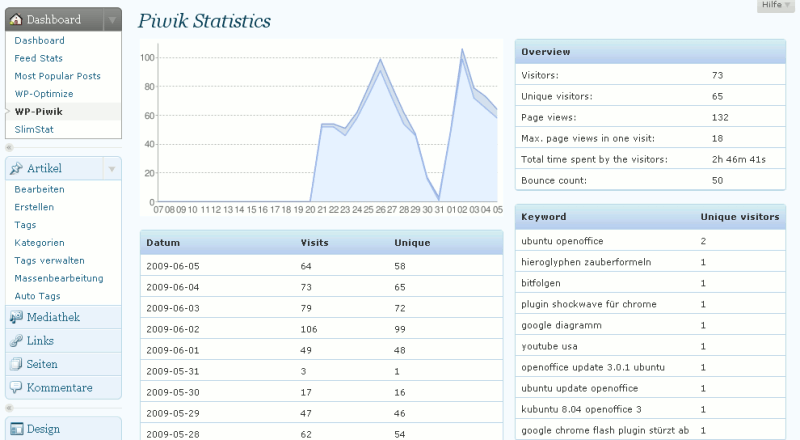 Hilfe
Dashboard
Dashboard
Feed Stats
Most Popular Posts
WP-Optimize
WP-Piwik
SlimStat
Artikel
Bearbeiten
Erstellen
Tags
Kategorien
Tags verwalten
Massenbearbeitung
Auto Tags
Mediathek
Links
Seiten
Kommentare
Design
Piwik Statistics
100
80
60
40
20
0
07 08 09 10 11 12 13 14 15 16 17 18 19 20 21 22 23 24 25 26 27 28 29 30 31 01 02 03 04 05
Datum Visits Unique
2009-06-05 64 58
2009-06-04 73 65
2009-06-03 79 72
2009-06-02 106 99
2009-06-01 49 48
2009-05-31 3 1
2009-05-30 17 16
2009-05-29 47 46
2009-05-28 62 54
Overview
Visitors: 73
Unique visitors: 65
Page views: 132
Max. page views in one visit: 18
Total time spent by the visitors: 2h 46m 41s
Bounce count: 50
Keyword Unique visitors
ubuntu openoffice 2
hieroglyphen zauberformeln 1
bitfolgen 1
plugin shockwave für chrome 1
google diagramm 1
youtube usa 1
openoffice update 3.0.1 ubuntu 1
ubuntu update openoffice 1
kubuntu 8.04 openoffice 3 1
google chrome flash plugin stürzt ab 1